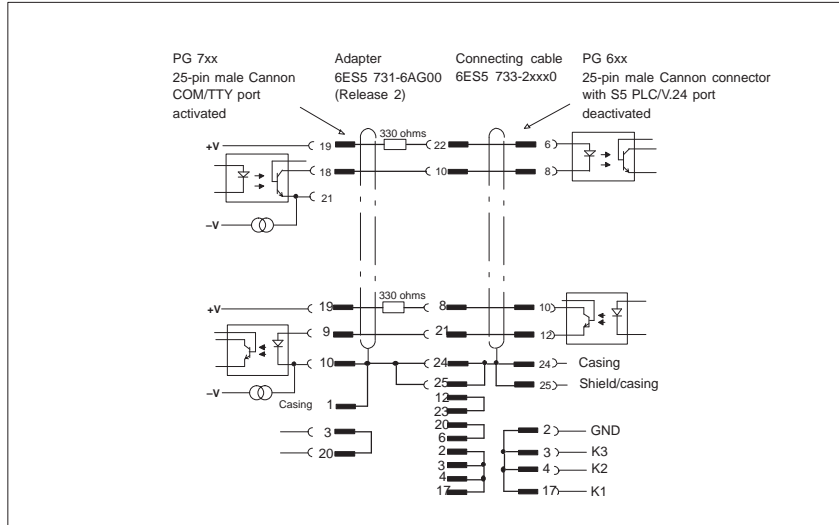 PG 7xx
25-pin male Cannon
COM/TTY port
activated
Adapter
6ES5 731-6AG00
(Release 2)
Connecting cable
6ES5 733-2xxx0
PG 6xx
25-pin male Cannon connector
with S5 PLC/V.24 port
deactivated
+V 19 330 ohms 22 6
18 10 8
21
–V
+V 19 330 ohms 8 10
9 21 12
10 24 24 Casing
–V 25 25 Shield/casing
Casing 1 12
23
3 20 2 GND
20 6
2 3 K3
3 4 K2
4
17 17 K1